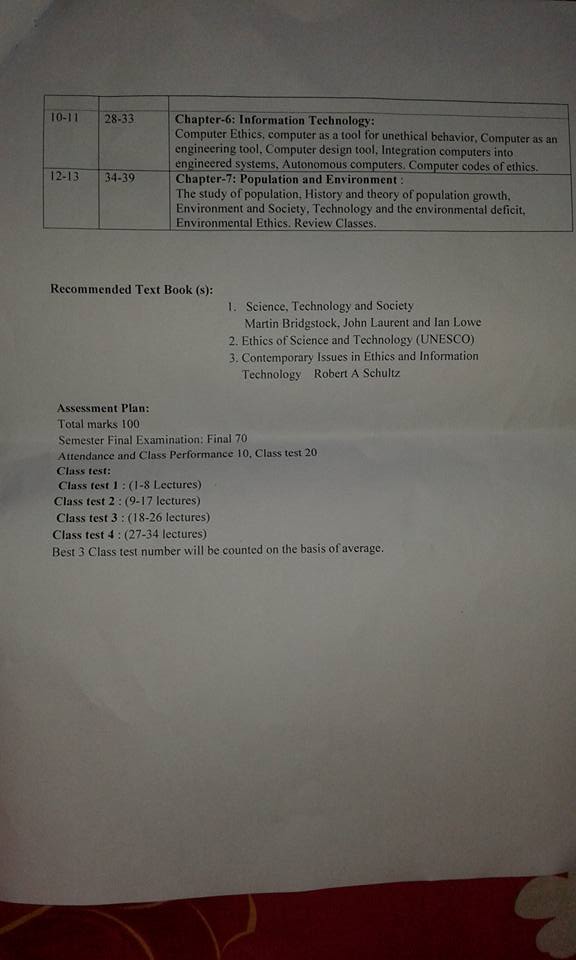 10-11 28-33 Chapter-6: Information Technology:
Computer Ethics, computer as a tool for unethical behavior, Computer as an
engineering tool, Computer design tool, Integration computers into
engineered systems, Autonomous computers. Computer codes of ethics.
12-13 34-39 Chapter-7: Population and Environment :
The study of population, History and theory of population growth,
Environment and Society, Technology and the environmental deficit,
Environmental Ethics. Review Classes.
Recommended Text Book (s):
1. Science, Technology and Society
Martin Bridgstock, John Laurent and Ian Lowe
2. Ethics of Science and Technology (UNESCO)
3. Contemporary Issues in Ethics and Information
Technology Robert A Schultz
Assessment Plan:
Total marks 100
Semester Final Examination: Final 70
Attendance and Class Performance 10, Class test 20
Class test:
Class test 1 : (1-8 Lectures)
Class test 2 : (9-17 lectures)
Class test 3 : (18-26 lectures)
Class test 4 : (27-34 lectures)
Best 3 Class test number will be counted on the basis of average.